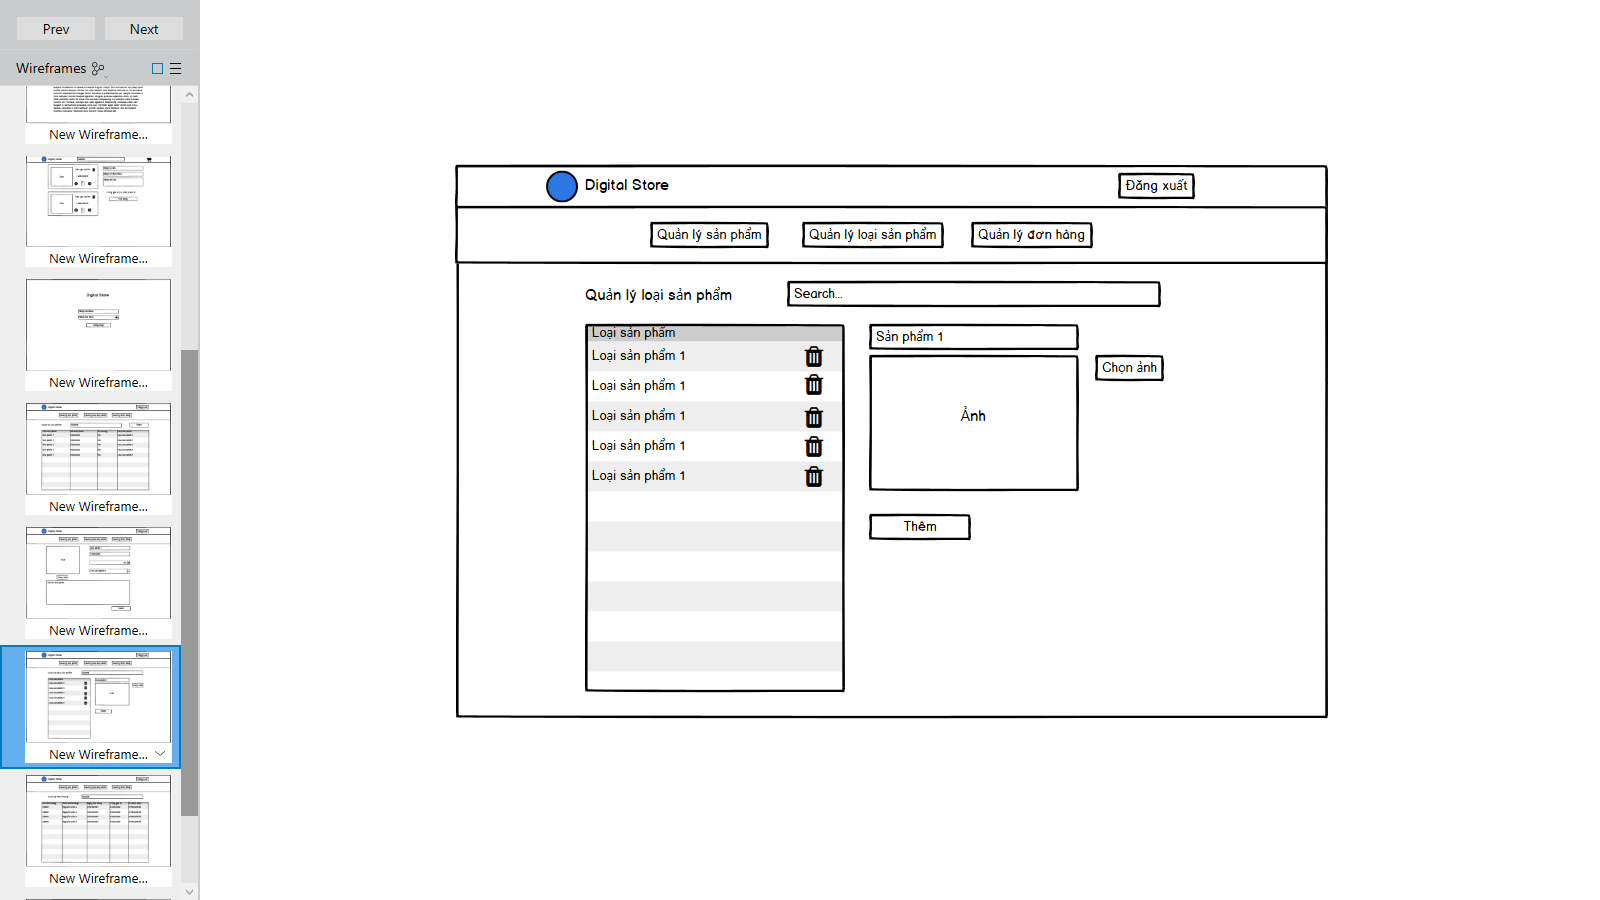 Prev
Next
Wireframes
New Wireframe...
New Wireframe...
New Wireframe...
New Wireframe...
New Wireframe...
New Wireframe...
New Wireframe...
Digital Store
Đăng xuất
Quản lý sản phẩm
Quản lý loại sản phẩm
Quản lý đơn hàng
Quản lý loại sản phẩm
Search...
Loại sản phẩm
Loại sản phẩm 1
Loại sản phẩm 1
Loại sản phẩm 1
Loại sản phẩm 1
Loại sản phẩm 1
Sản phẩm 1
Chọn ảnh
Ảnh
Thêm